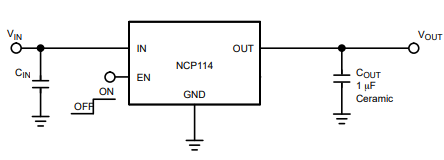 VIN
VOUT
IN
OUT
CIN
NCP114
EN
COUT
1 µF
Ceramic
ON
GND
OFF